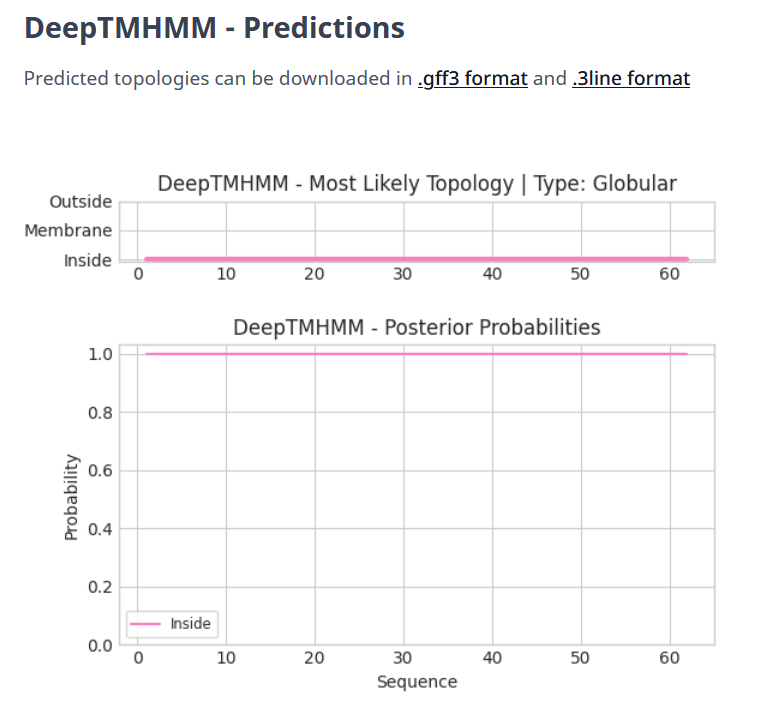 DeepTMHMM - Predictions
Predicted topologies can be downloaded in .gff3 format and .3line format
DeepTMHMM - Most Likely Topology | Type: Globular
Outside
Membrane
Inside
0 10 20 30 40 50 60
DeepTMHMM - Posterior Probabilities
1.0
0.8
0.6
0.4
0.2
0.0
Probability
Inside
0 10 20 30 40 50 60
Sequence